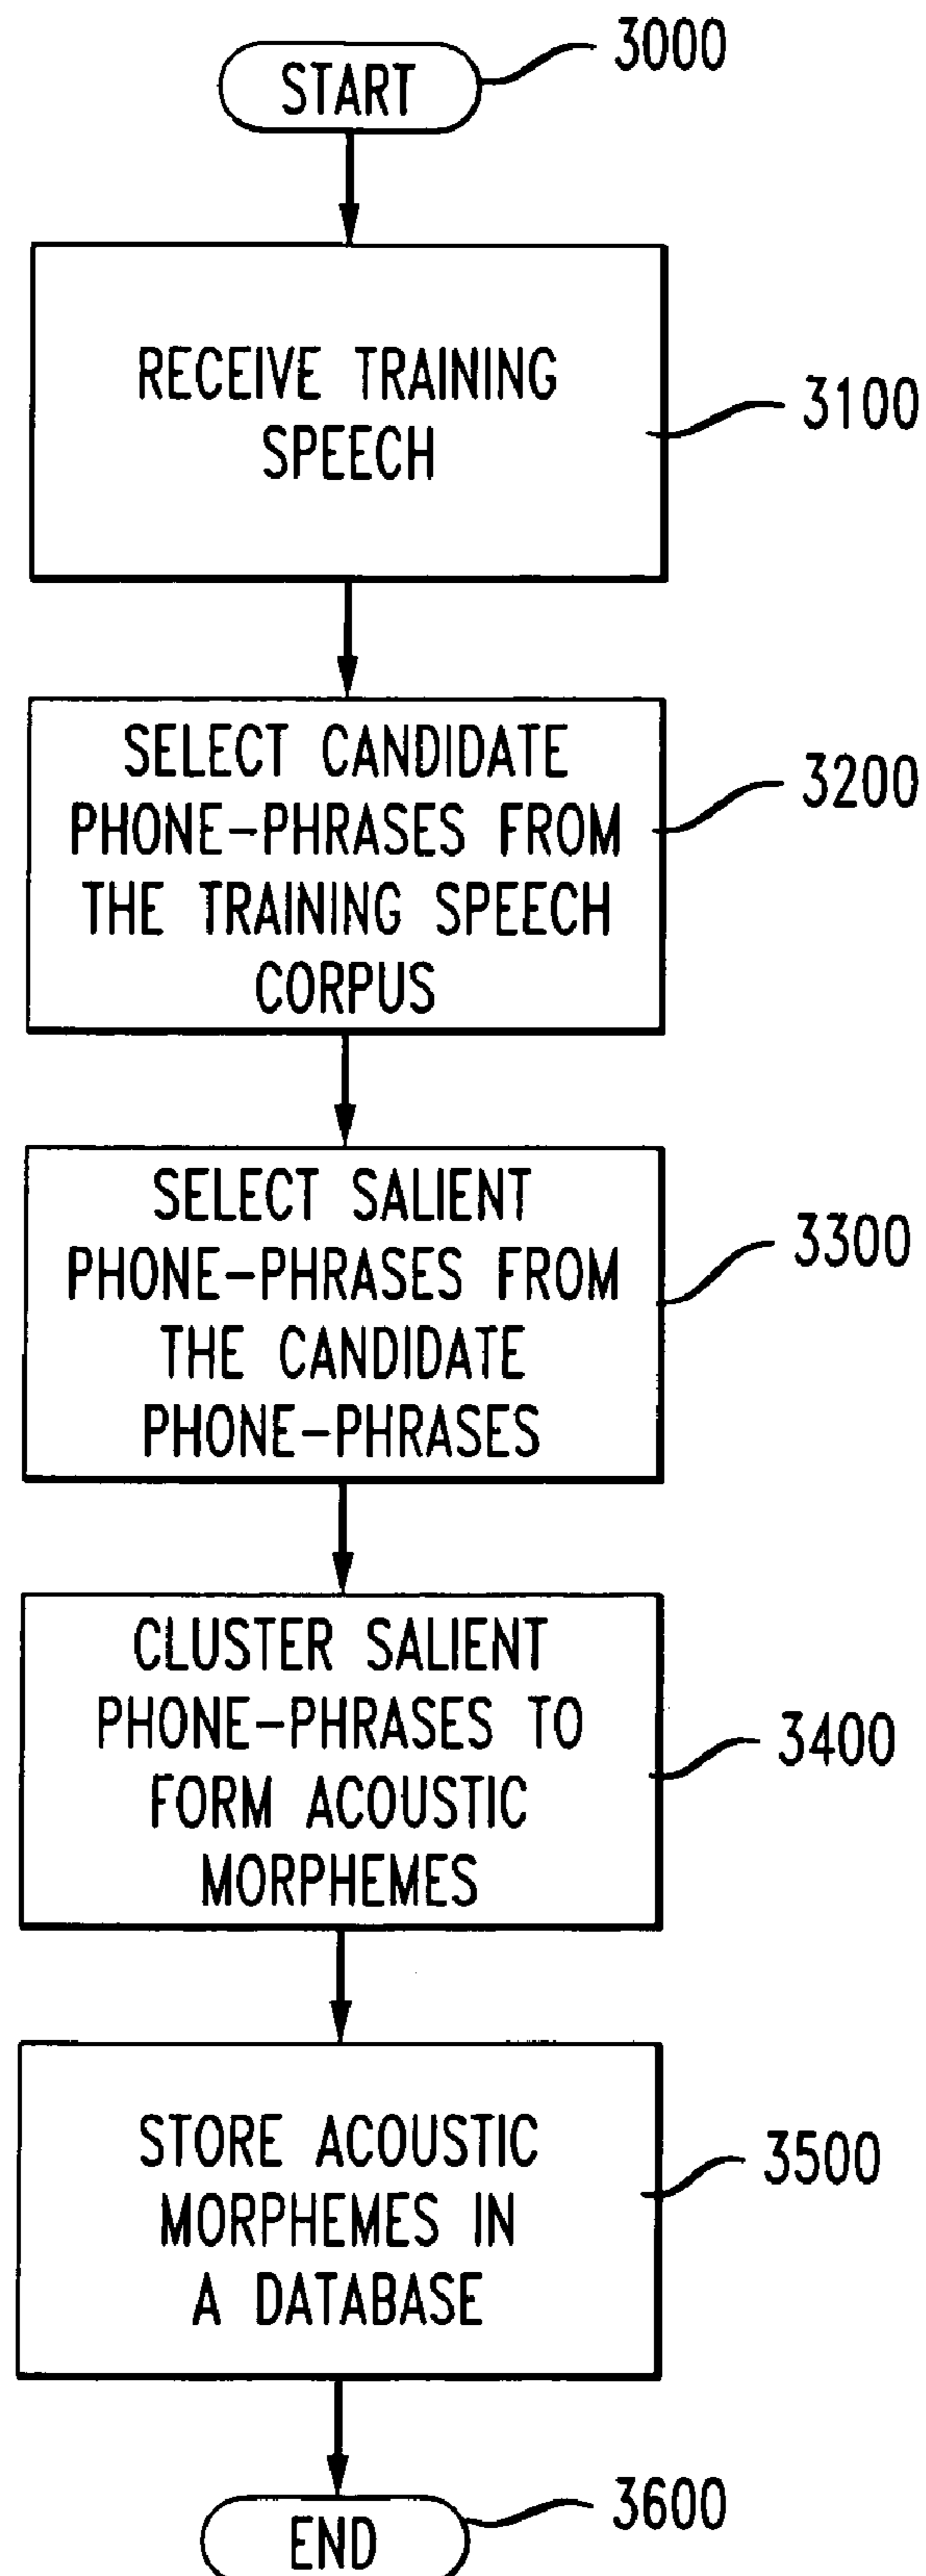 START
3000
RECEIVE TRAINING
SPEECH
3100
SELECT CANDIDATE
PHONE-PHRASES FROM
THE TRAINING SPEECH
CORPUS
3200
SELECT SALIENT
PHONE-PHRASES FROM
THE CANDIDATE
PHONE-PHRASES
3300
CLUSTER SALIENT
PHONE-PHRASES TO
FORM ACOUSTIC
MORPHEMES
3400
STORE ACOUSTIC
MORPHEMES IN
A DATABASE
3500
END
3600